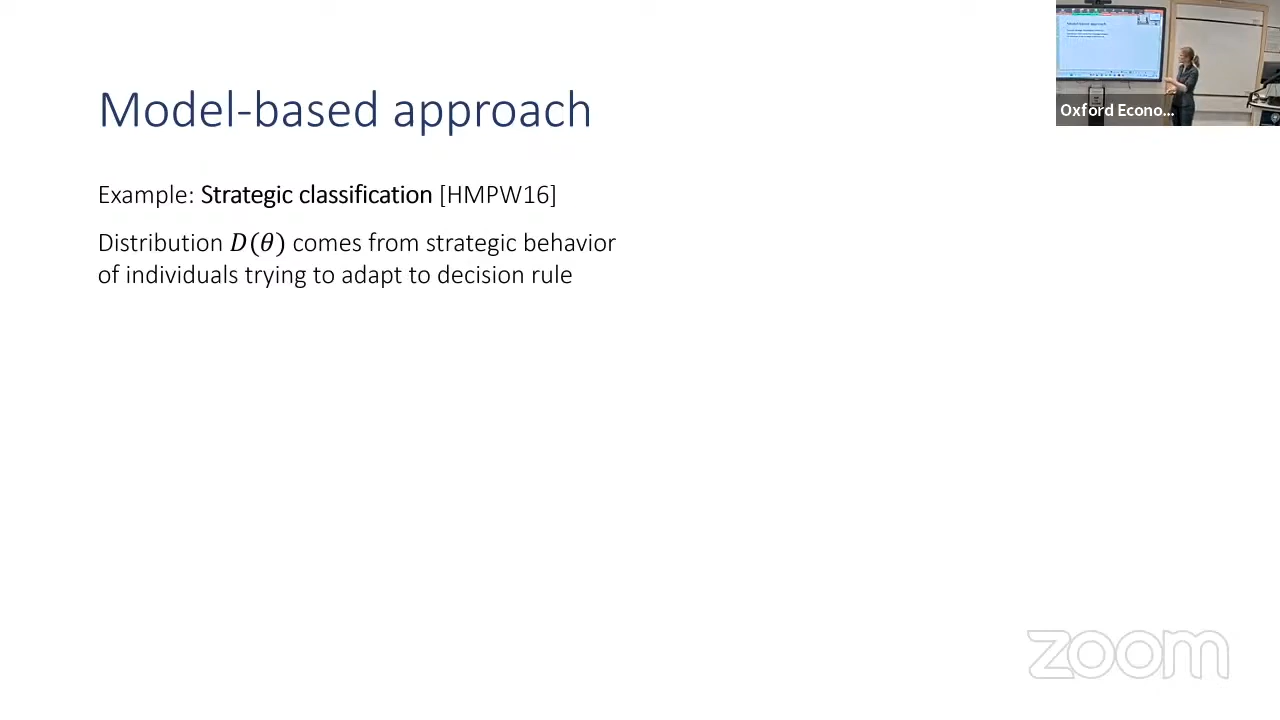 Model-based approach
Oxford Econo...
Example: Strategic classification [HMPW16]
Distribution D(θ) comes from strategic behavior
of individuals trying to adapt to decision rule
zoom